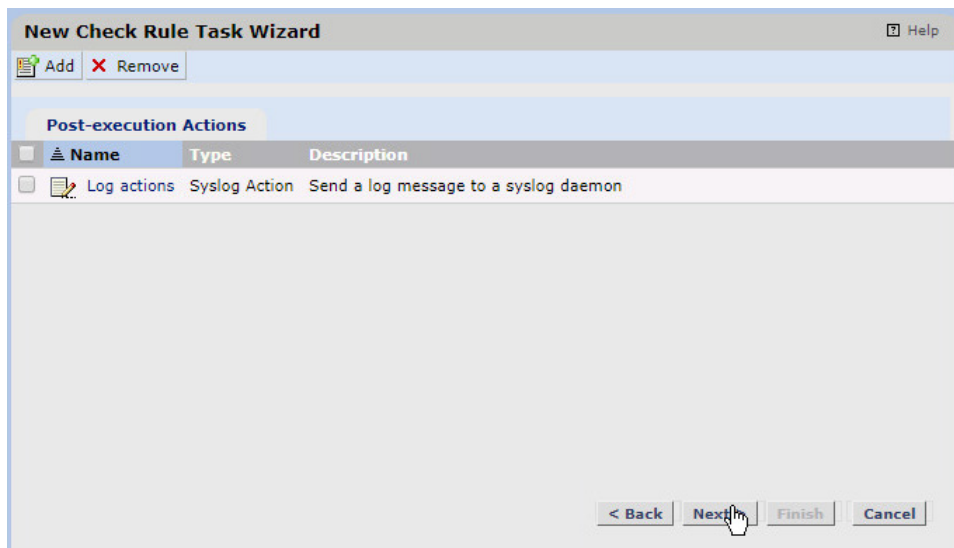 New Check Rule Task Wizard
? Help
Add Remove
Post-execution Actions
Name Type Description
Log actions Syslog Action Send a log message to a syslog daemon
< Back Next Finish Cancel